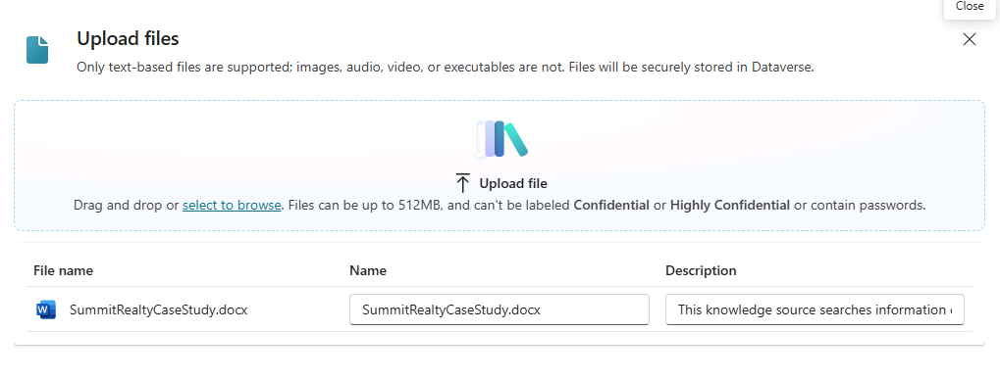 Close
Upload files
Only text-based files are supported; images, audio, video, or executables are not. Files will be securely stored in Dataverse.
Upload file
Drag and drop or select to browse. Files can be up to 512MB, and can't be labeled Confidential or Highly Confidential or contain passwords.
File name Name Description
W SummitRealtyCaseStudy.docx SummitRealtyCaseStudy.docx This knowledge source searches information